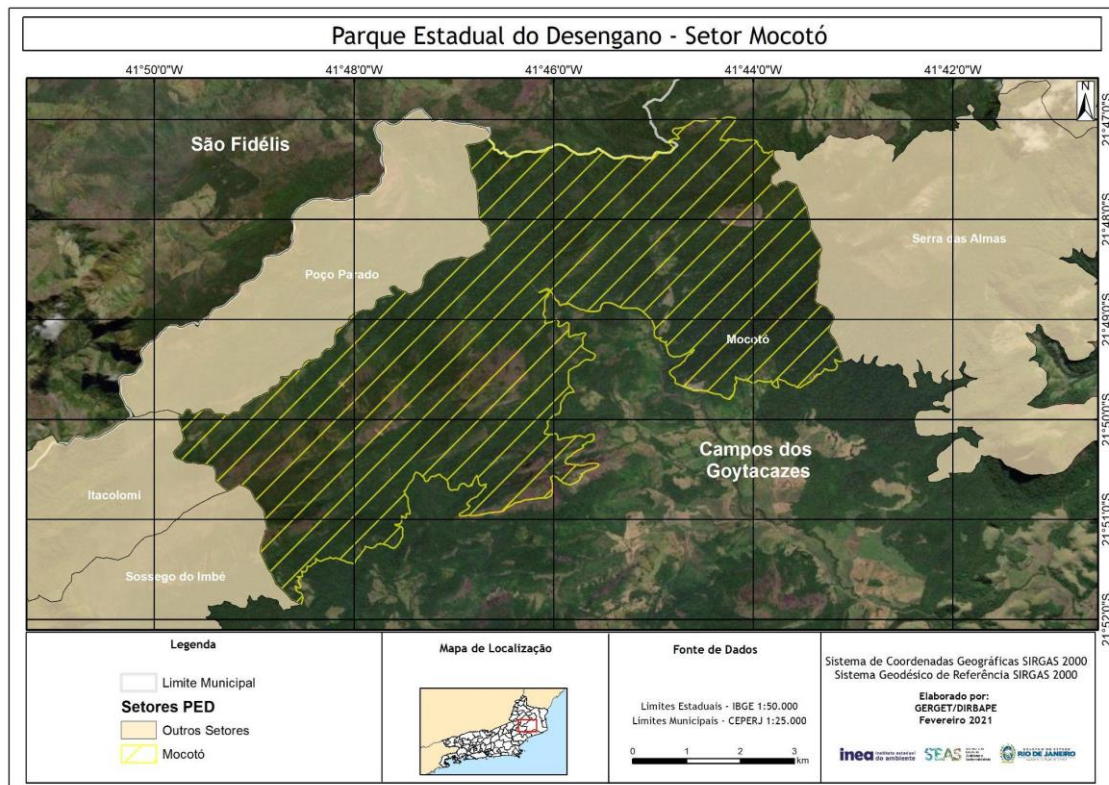 Parque Estadual do Desengano - Setor Mocotó
41°50'0"W 41°48'0"W 41°46'0"W 41°44'0"W 41°42'0"W
N
21°47'0"S
São Fidélis
21°48'0"S
Serra das Almas
Poço Parado
21°49'0"S
Mocotó
21°50'0"S
Campos dos
Goytacazes
Itacolomi
21°51'0"S
Sossego do Imbé
21°52'0"S
Legenda
Limite Municipal
Setores PED
Outros Setores
Mocotó
Mapa de Localização
Fonte de Dados
Limites Estaduais - IBGE 1:50.000
Limites Municipais - CEPERJ 1:25.000
0 1 2 3
km
Sistema de Coordenadas Geográficas SIRGAS 2000
Sistema Geodésico de Referência SIRGAS 2000
Elaborado por:
GERGET/DIRBAPE
Fevereiro 2021
inea instituto estadual
do ambiente
SEAS
RIO DE JANEIRO